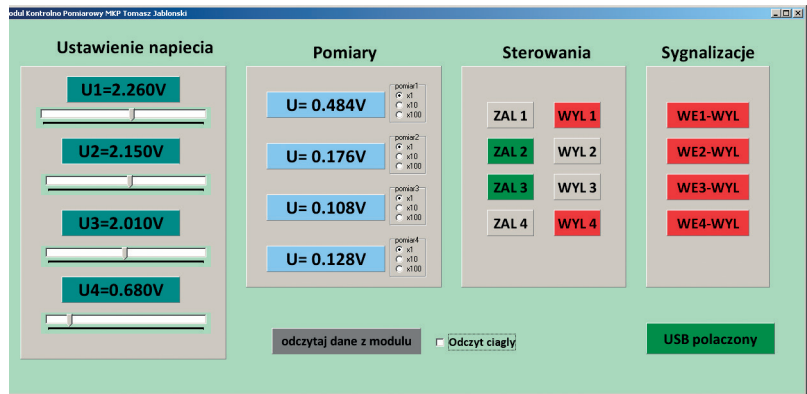 odul Kontrolno Pomiarowy MKP Tomasz Jablonski
Ustawienie napiecia
U1=2.260V
U2=2.150V
U3=2.010V
U4=0.680V
Pomiary
U= 0.484V
pomiar1
x1
x10
x100
U= 0.176V
pomiar2
x1
x10
x100
U= 0.108V
pomiar3
x1
x10
x100
U= 0.128V
pomiar4
x1
x10
x100
Sterowania
ZAL 1 WYL 1
ZAL 2 WYL 2
ZAL 3 WYL 3
ZAL 4 WYL 4
Sygnalizacje
WE1-WYL
WE2-WYL
WE3-WYL
WE4-WYL
odczytaj dane z modulu
Odczyt ciagly
USB polaczony